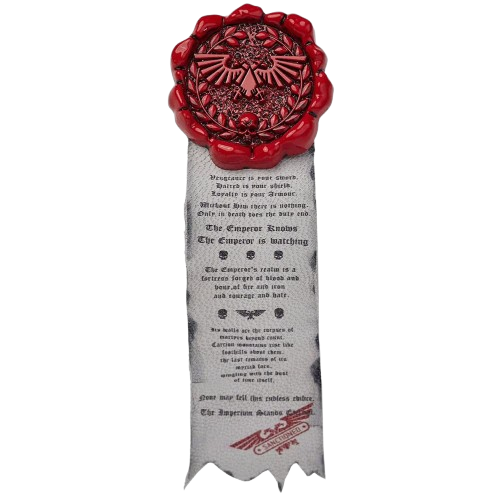 Vengeance is your sword.
Hatred is your shield.
Loyalty is your Armour.
Without Him there is nothing.
Only in death does the duty end.
The Emperor Knows
The Emperor is watching
The Emperor's realm is a
fortress forged of blood and
bone, of fire and iron
and courage and hate.
Its walls are the corpses of
martyrs beyond count.
Carrion mountains rise like
foothills about them,
the last remains of its
myriad foes,
mingling with the dust
of time itself.
None may fell this endless edifice.
The Imperium Stands
SANCTIONED